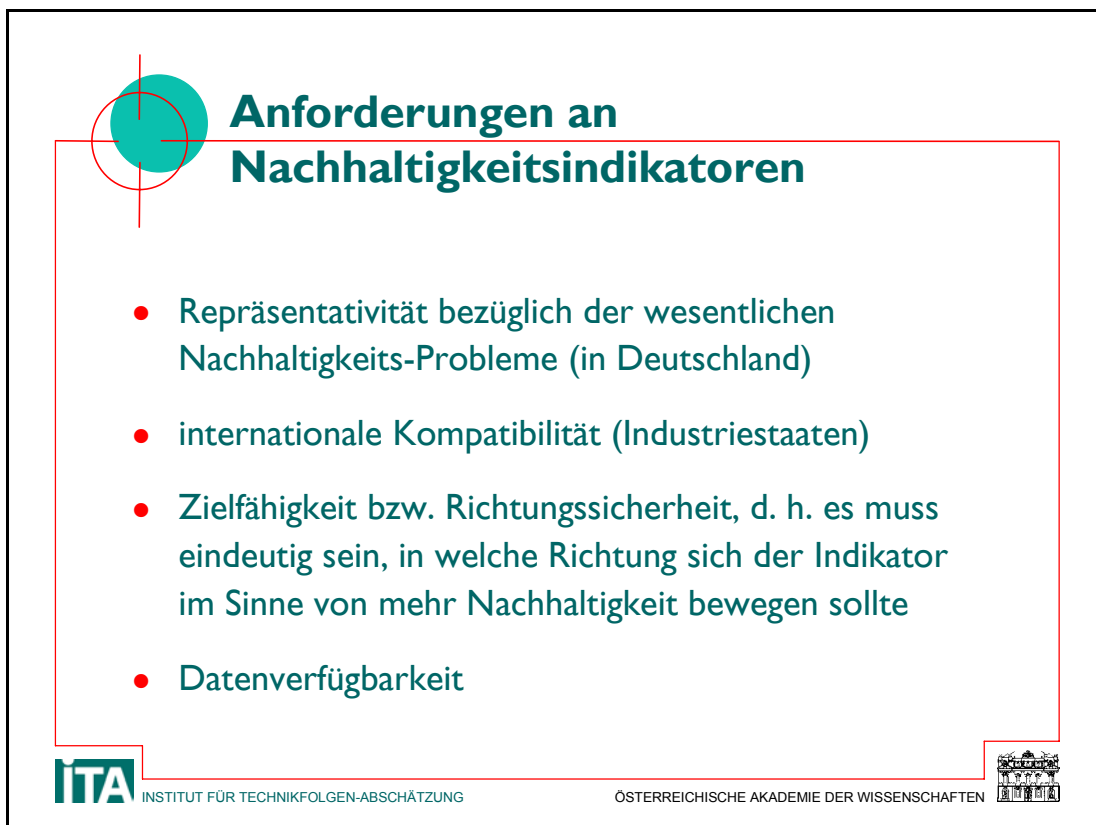 Anforderungen an
Nachhaltigkeitsindikatoren
● Repräsentativität bezüglich der wesentlichen
Nachhaltigkeits-Probleme (in Deutschland)
● internationale Kompatibilität (Industriestaaten)
● Zielfähigkeit bzw. Richtungssicherheit, d. h. es muss
eindeutig sein, in welche Richtung sich der Indikator
im Sinne von mehr Nachhaltigkeit bewegen sollte
● Datenverfügbarkeit
ITA INSTITUT FÜR TECHNIKFOLGEN-ABSCHÄTZUNG
ÖSTERREICHISCHE AKADEMIE DER WISSENSCHAFTEN